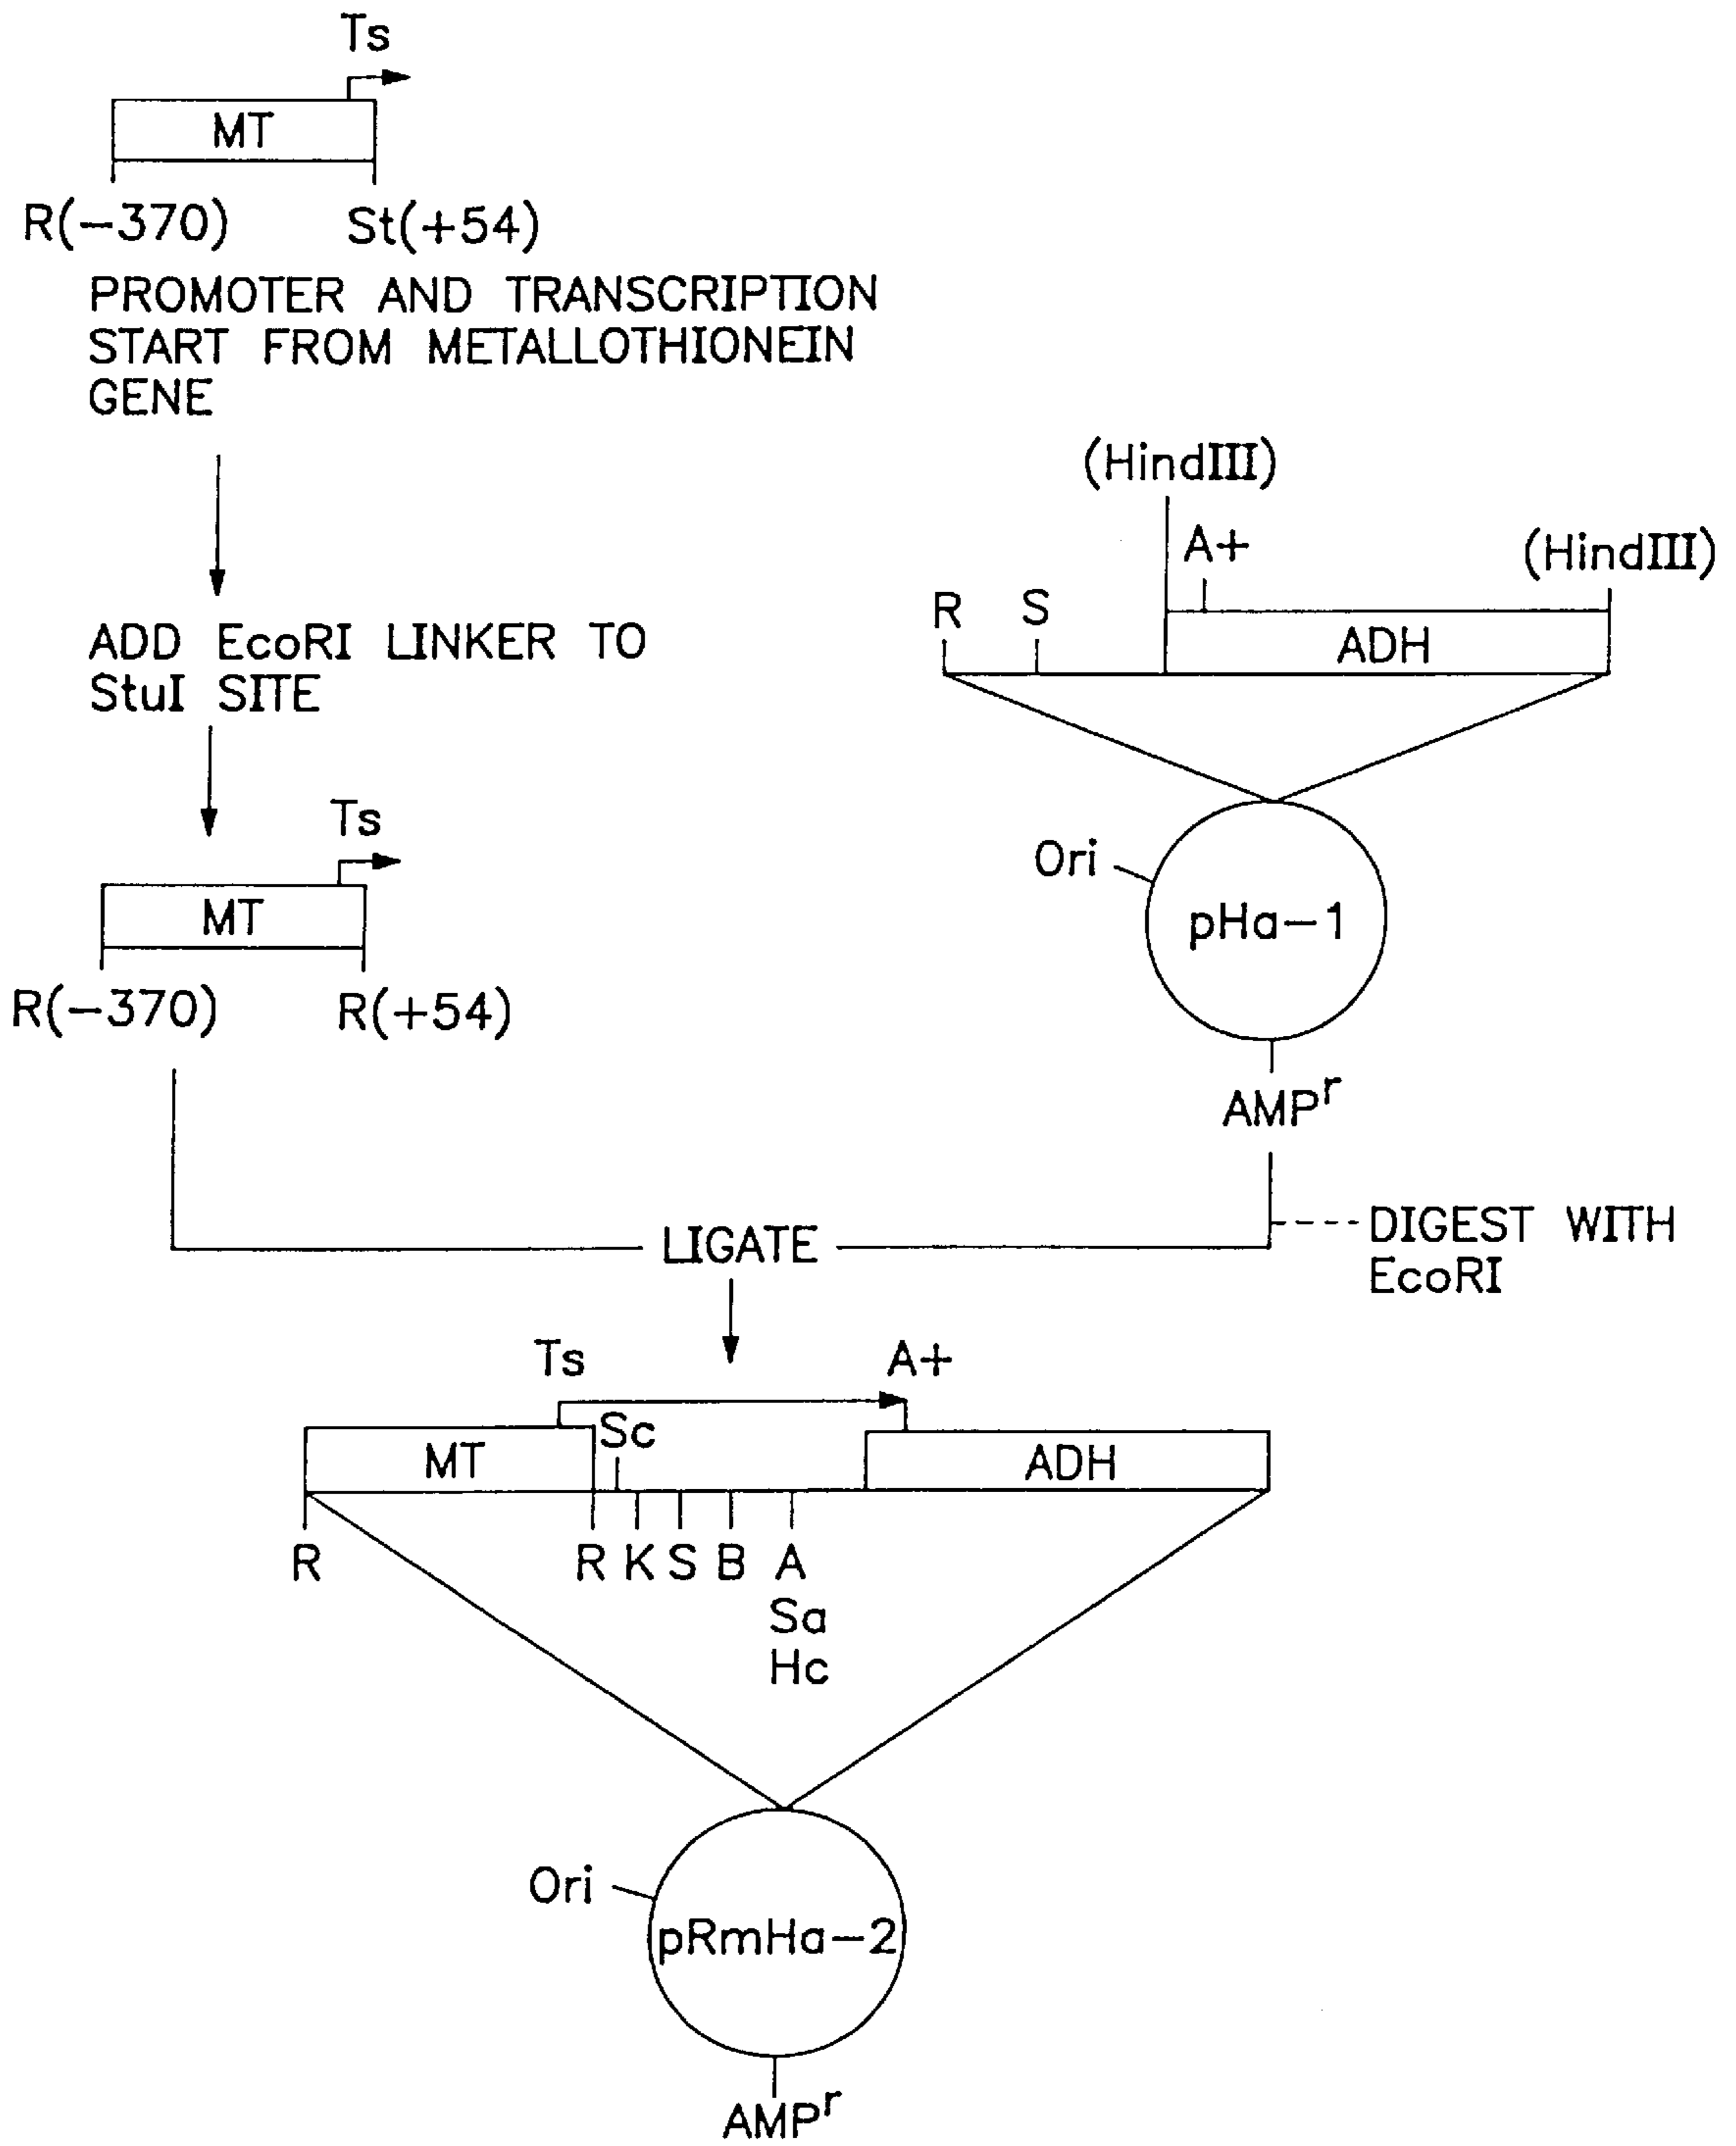 Ts
MT
R(−370) St(+54)
PROMOTER AND TRANSCRIPTION
START FROM METALLOTHIONEIN
GENE
ADD EcoRI LINKER TO
StuI SITE
Ts
MT
R(−370) R(+54)
(HindIII)
A+
(HindIII)
R S
ADH
Ori
pHa−1
AMPr
LIGATE
DIGEST WITH
EcoRI
Ts A+
Sc
MT ADH
R R K S B A
Sa
Hc
Ori
pRmHa−2
AMPr